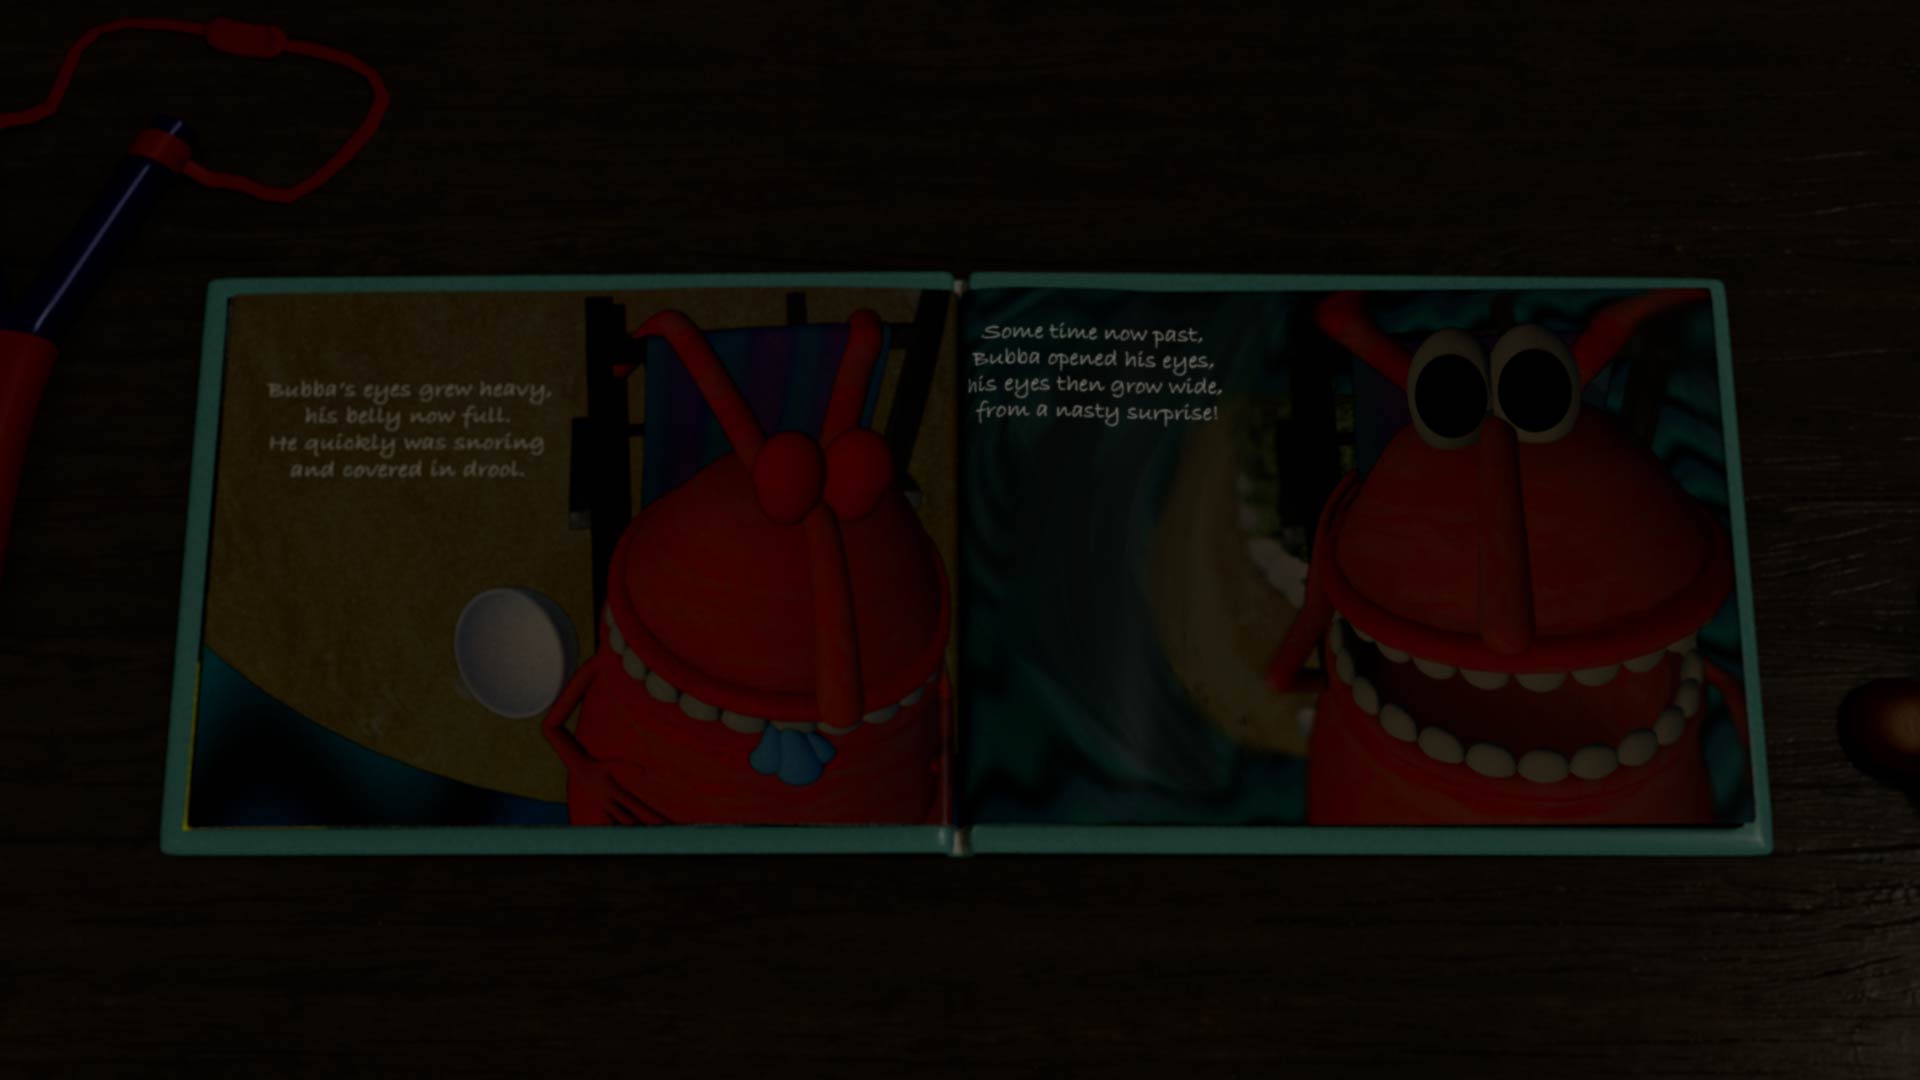 Bubba's eyes grew heavy,
his belly now full.
He quickly was snoring
and covered in drool.
Some time now past,
Bubba opened his eyes,
his eyes then grow wide,
from a nasty surprise!